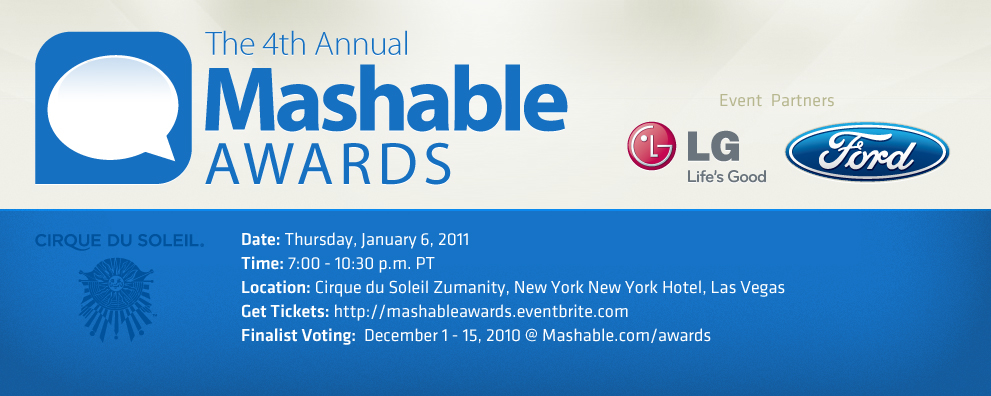 The 4th Annual
Mashable
AWARDS
Event Partners
LG
Life's Good
Ford
CIRQUE DU SOLEIL.
Date: Thursday, January 6, 2011
Time: 7:00 - 10:30 p.m. PT
Location: Cirque du Soleil Zumanity, New York New York Hotel, Las Vegas
Get Tickets: http://mashableawards.eventbrite.com
Finalist Voting: December 1 - 15, 2010 @ Mashable.com/awards